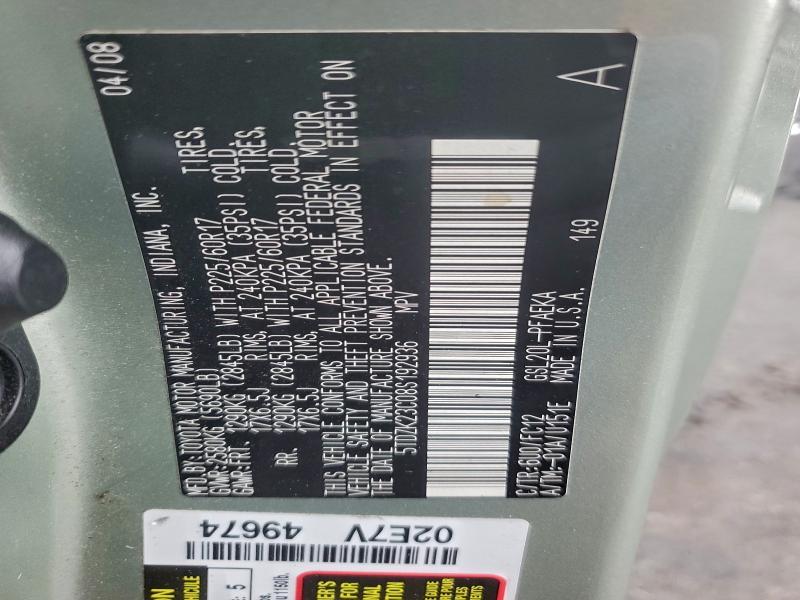 MFD. BY: TOYOTA MOTOR MANUFACTURING, INDIANA, INC. 04/08
GVWR: 2580KG (5590LB)
GAWR: FRT. 1290KG (2845LB) WITH P225/60R17 TIRES,
17X6.5J RIMS, AT 240KPA (35PSI) COLD.
RR. 1290KG (2845LB) WITH P225/60R17 TIRES,
17X6.5J RIMS, AT 240KPA (35PSI) COLD.
THIS VEHICLE CONFORMS TO ALL APPLICABLE FEDERAL MOTOR
VEHICLE SAFETY AND THEFT PREVENTION STANDARDS IN EFFECT ON
THE DATE OF MANUFACTURE SHOWN ABOVE.
5TDZK23C08S192936 MPV
C/TR:6U0/FC12 GSL20L-PFAEKA
A/TM:-01A/U151E MADE IN U.S.A. 149
A
02E7V
49674
5